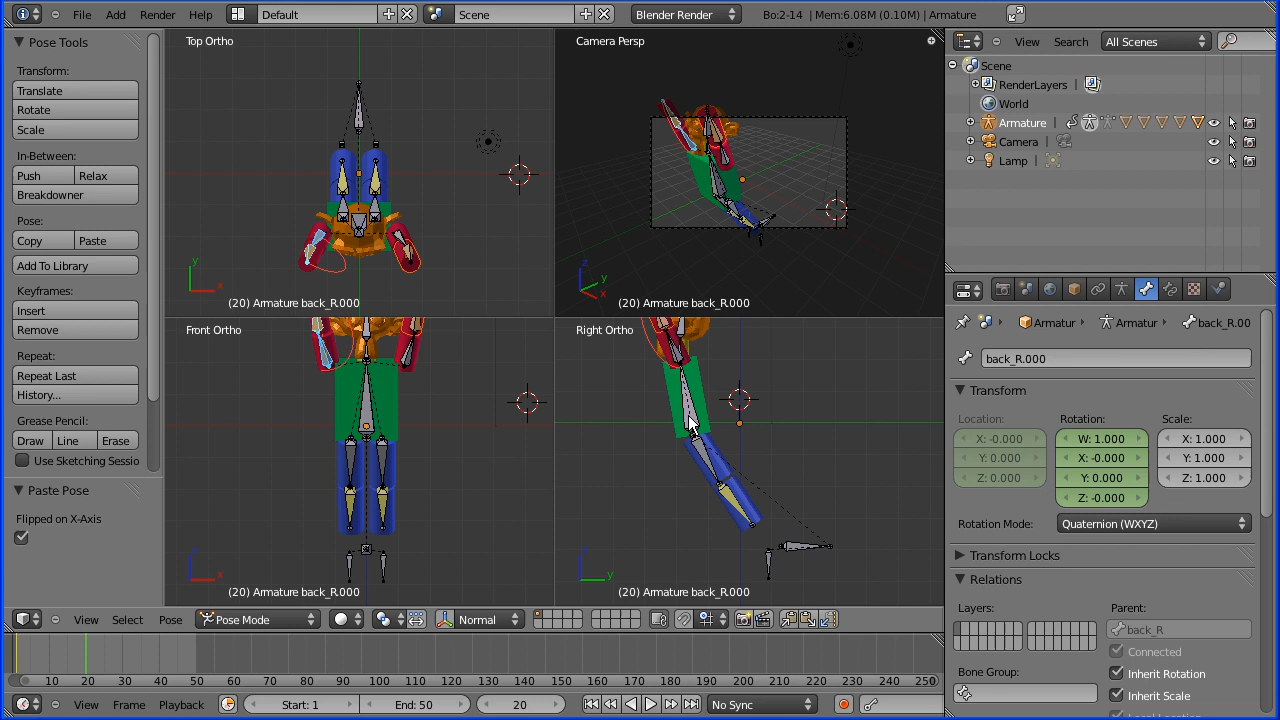 File Add Render Help Default Scene Blender Render Bo:2-14 | Mem:6.08M (0.10M) | Armature
Pose Tools
Transform:
Translate
Rotate
Scale
In-Between:
Push Relax
Breakdowner
Pose:
Copy Paste
Add To Library
Keyframes:
Insert
Remove
Repeat:
Repeat Last
History...
Grease Pencil:
Draw Line Erase
Use Sketching Sessio
Paste Pose
Flipped on X-Axis
Top Ortho
y
x
(20) Armature back_R.000
Camera Persp
z
y
x
(20) Armature back_R.000
Front Ortho
z
x
(20) Armature back_R.000
Right Ortho
z
y
(20) Armature back_R.000
View Select Pose Pose Mode Normal
10 20 30 40 50 60 70 80 90 100 110 120 130 140 150 160 170 180 190 200 210 220 230 240 250
View Frame Playback Start: 1 End: 50 20 No Sync
View Search All Scenes
Scene
RenderLayers |
World
Armature |
Camera |
Lamp |
Armatur Armatur back_R.00
back_R.000
Transform
Location: Rotation: Scale:
X: -0.000 W: 1.000 X: 1.000
Y: 0.000 X: -0.000 Y: 1.000
Z: 0.000 Y: 0.000 Z: 1.000
Z: -0.000
Rotation Mode: Quaternion (WXYZ)
Transform Locks
Relations
Layers: Parent:
back_R
Connected
Bone Group: Inherit Rotation
Inherit Scale
Local Location